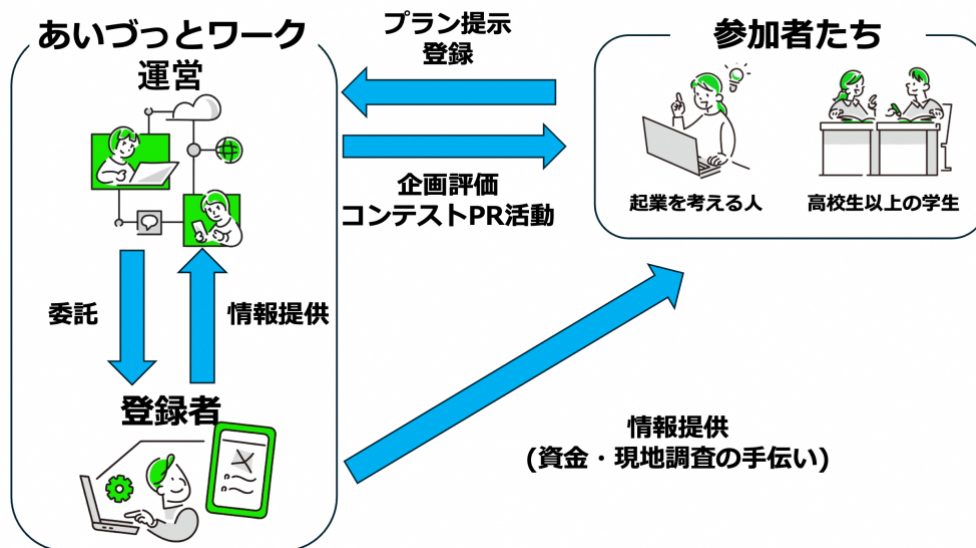 あいづっとワーク
運営
プラン提示
登録
参加者たち
企画評価
コンテストPR活動
起業を考える人
高校生以上の学生
委託
情報提供
登録者
情報提供
(資金・現地調査の手伝い)